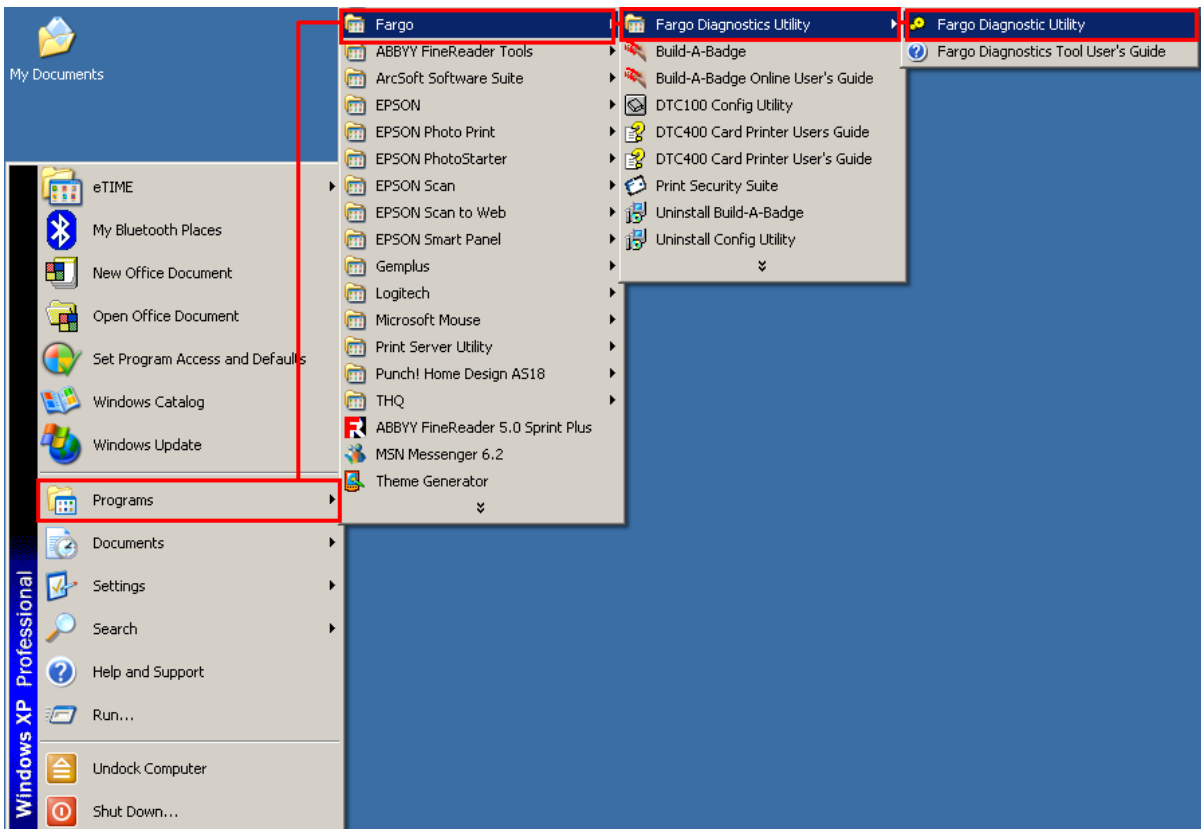 My Documents
Windows XP Professional
eTIME
My Bluetooth Places
New Office Document
Open Office Document
Set Program Access and Defaults
Windows Catalog
Windows Update
Programs
Documents
Settings
Search
Help and Support
Run...
Undock Computer
Shut Down...
Fargo
ABBYY FineReader Tools
ArcSoft Software Suite
EPSON
EPSON Photo Print
EPSON PhotoStarter
EPSON Scan
EPSON Scan to Web
EPSON Smart Panel
Gemplus
Logitech
Microsoft Mouse
Print Server Utility
Punch! Home Design AS18
THQ
ABBYY FineReader 5.0 Sprint Plus
MSN Messenger 6.2
Theme Generator
Fargo Diagnostics Utility
Build-A-Badge
Build-A-Badge Online User's Guide
DTC100 Config Utility
DTC400 Card Printer Users Guide
DTC400 Card Printer User's Guide
Print Security Suite
Uninstall Build-A-Badge
Uninstall Config Utility
Fargo Diagnostic Utility
Fargo Diagnostics Tool User's Guide